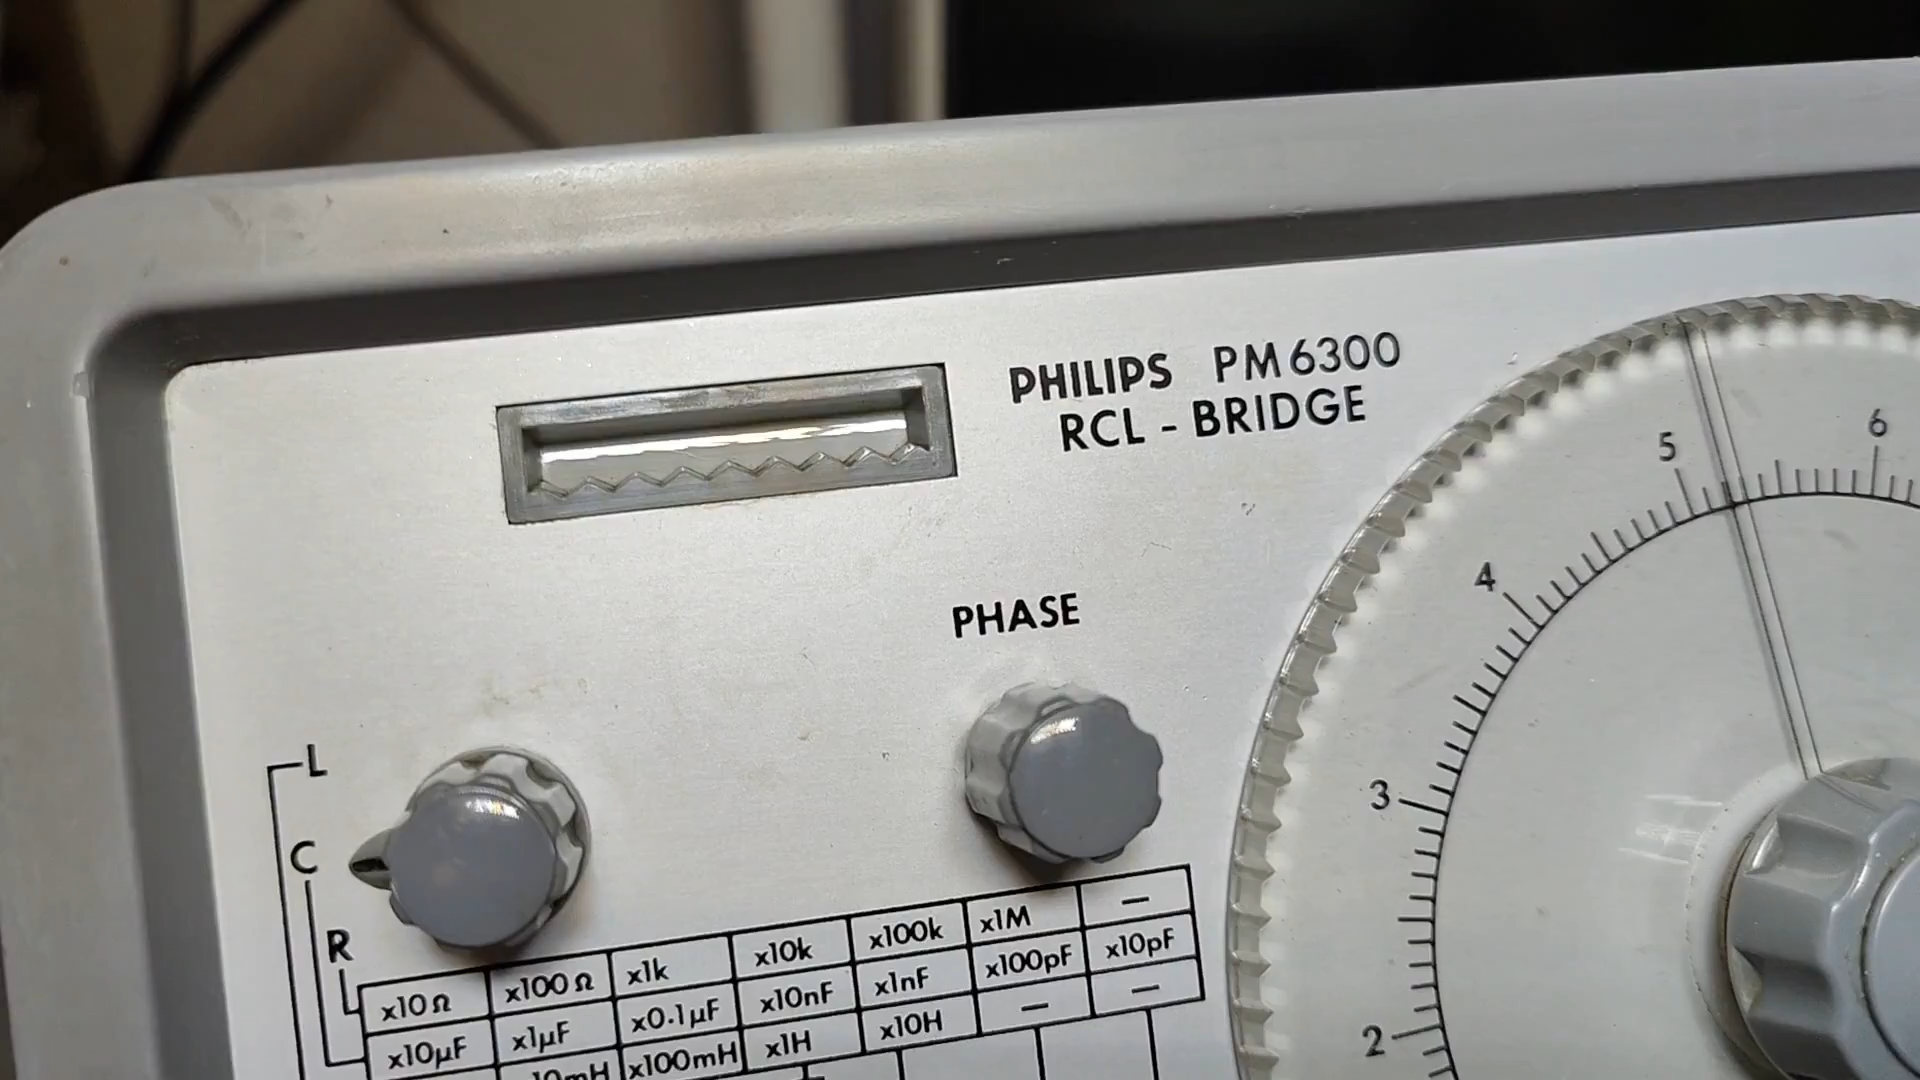 PHILIPS PM6300
RCL - BRIDGE
5
6
PHASE
4
3
L
C
R
x10Ω x100Ω x1k x10k x100k x1M —
x10µF x1µF x0.1µF x10nF x1nF x100pF x10pF
x100mH x1H x10H — —
2